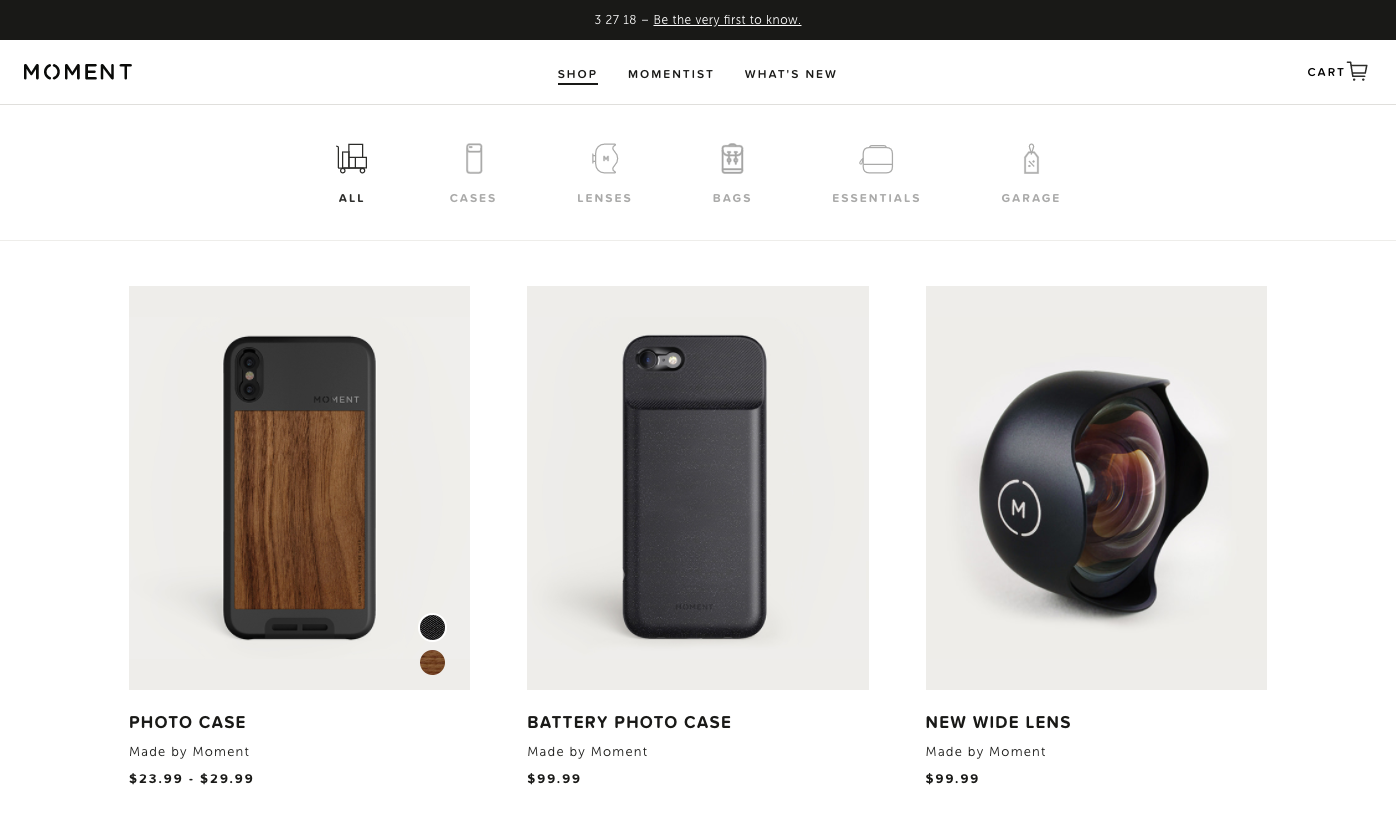 3 27 18 – Be the very first to know.
MOMENT
SHOP MOMENTIST WHAT'S NEW
CART
ALL CASES LENSES BAGS ESSENTIALS GARAGE
MOMENT
MOMENT
M
PHOTO CASE
Made by Moment
$23.99 - $29.99
BATTERY PHOTO CASE
Made by Moment
$99.99
NEW WIDE LENS
Made by Moment
$99.99